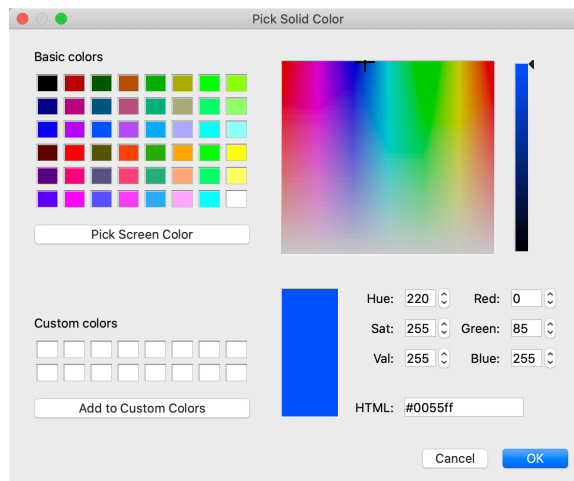 Pick Solid Color
Basic colors
Pick Screen Color
Custom colors
Add to Custom Colors
Hue: 220 Red: 0
Sat: 255 Green: 85
Val: 255 Blue: 255
HTML: #0055ff
Cancel OK